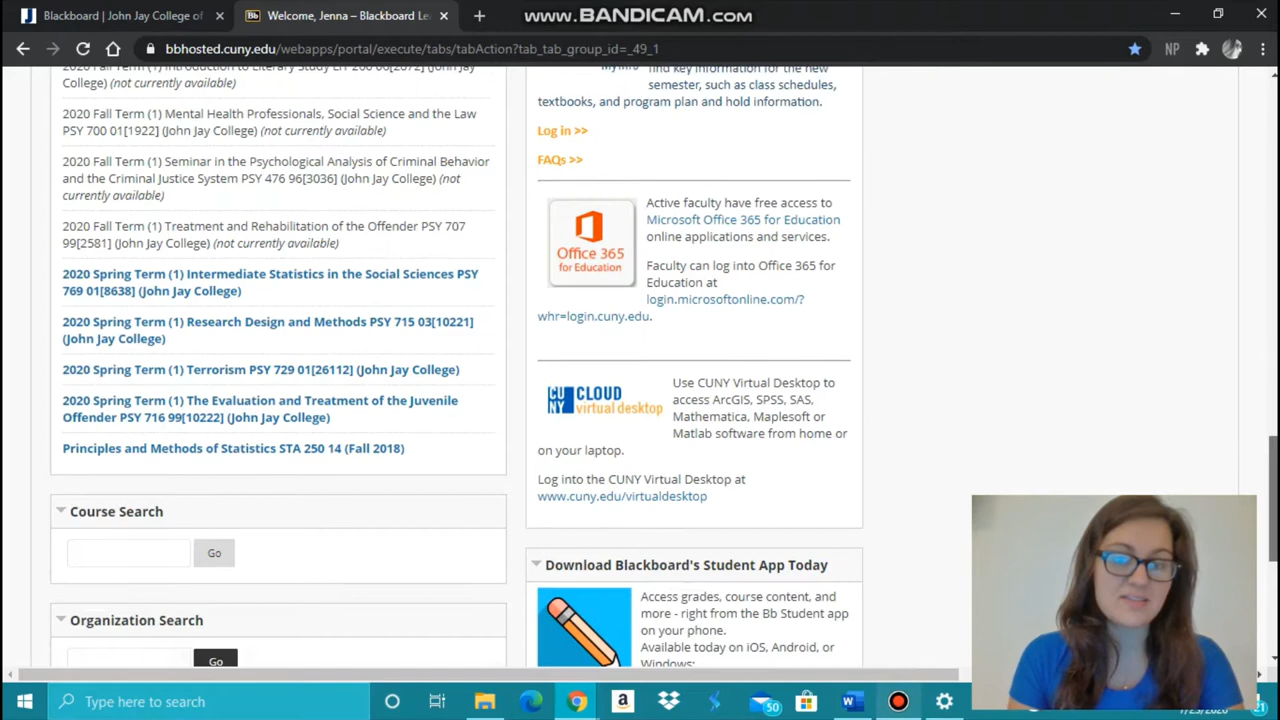 Blackboard | John Jay College of
Welcome, Jenna – Blackboard Le
www.BANDICAM.com
bbhosted.cuny.edu/webapps/portal/execute/tabs/tabAction?tab_tab_group_id=_49_1
NP
College) (not currently available)
2020 Fall Term (1) Mental Health Professionals, Social Science and the Law
PSY 700 01[1922] (John Jay College) (not currently available)
2020 Fall Term (1) Seminar in the Psychological Analysis of Criminal Behavior
and the Criminal Justice System PSY 476 96[3036] (John Jay College) (not
currently available)
2020 Fall Term (1) Treatment and Rehabilitation of the Offender PSY 707
99[2581] (John Jay College) (not currently available)
2020 Spring Term (1) Intermediate Statistics in the Social Sciences PSY
769 01[8638] (John Jay College)
2020 Spring Term (1) Research Design and Methods PSY 715 03[10221]
(John Jay College)
2020 Spring Term (1) Terrorism PSY 729 01[26112] (John Jay College)
2020 Spring Term (1) The Evaluation and Treatment of the Juvenile
Offender PSY 716 99[10222] (John Jay College)
Principles and Methods of Statistics STA 250 14 (Fall 2018)
Course Search
Go
Organization Search
Go
find key information for the new
semester, such as class schedules,
textbooks, and program plan and hold information.
Log in >>
FAQs >>
Office 365
for Education
Active faculty have free access to
Microsoft Office 365 for Education
online applications and services.
Faculty can log into Office 365 for
Education at
login.microsoftonline.com/?
whr=login.cuny.edu.
CU
NY
CLOUD
virtual desktop
Use CUNY Virtual Desktop to
access ArcGIS, SPSS, SAS,
Mathematica, Maplesoft or
Matlab software from home or
on your laptop.
Log into the CUNY Virtual Desktop at
www.cuny.edu/virtualdesktop
Download Blackboard's Student App Today
Access grades, course content, and
more - right from the Bb Student app
on your phone.
Available today on iOS, Android, or
Windows:
Type here to search
50
21